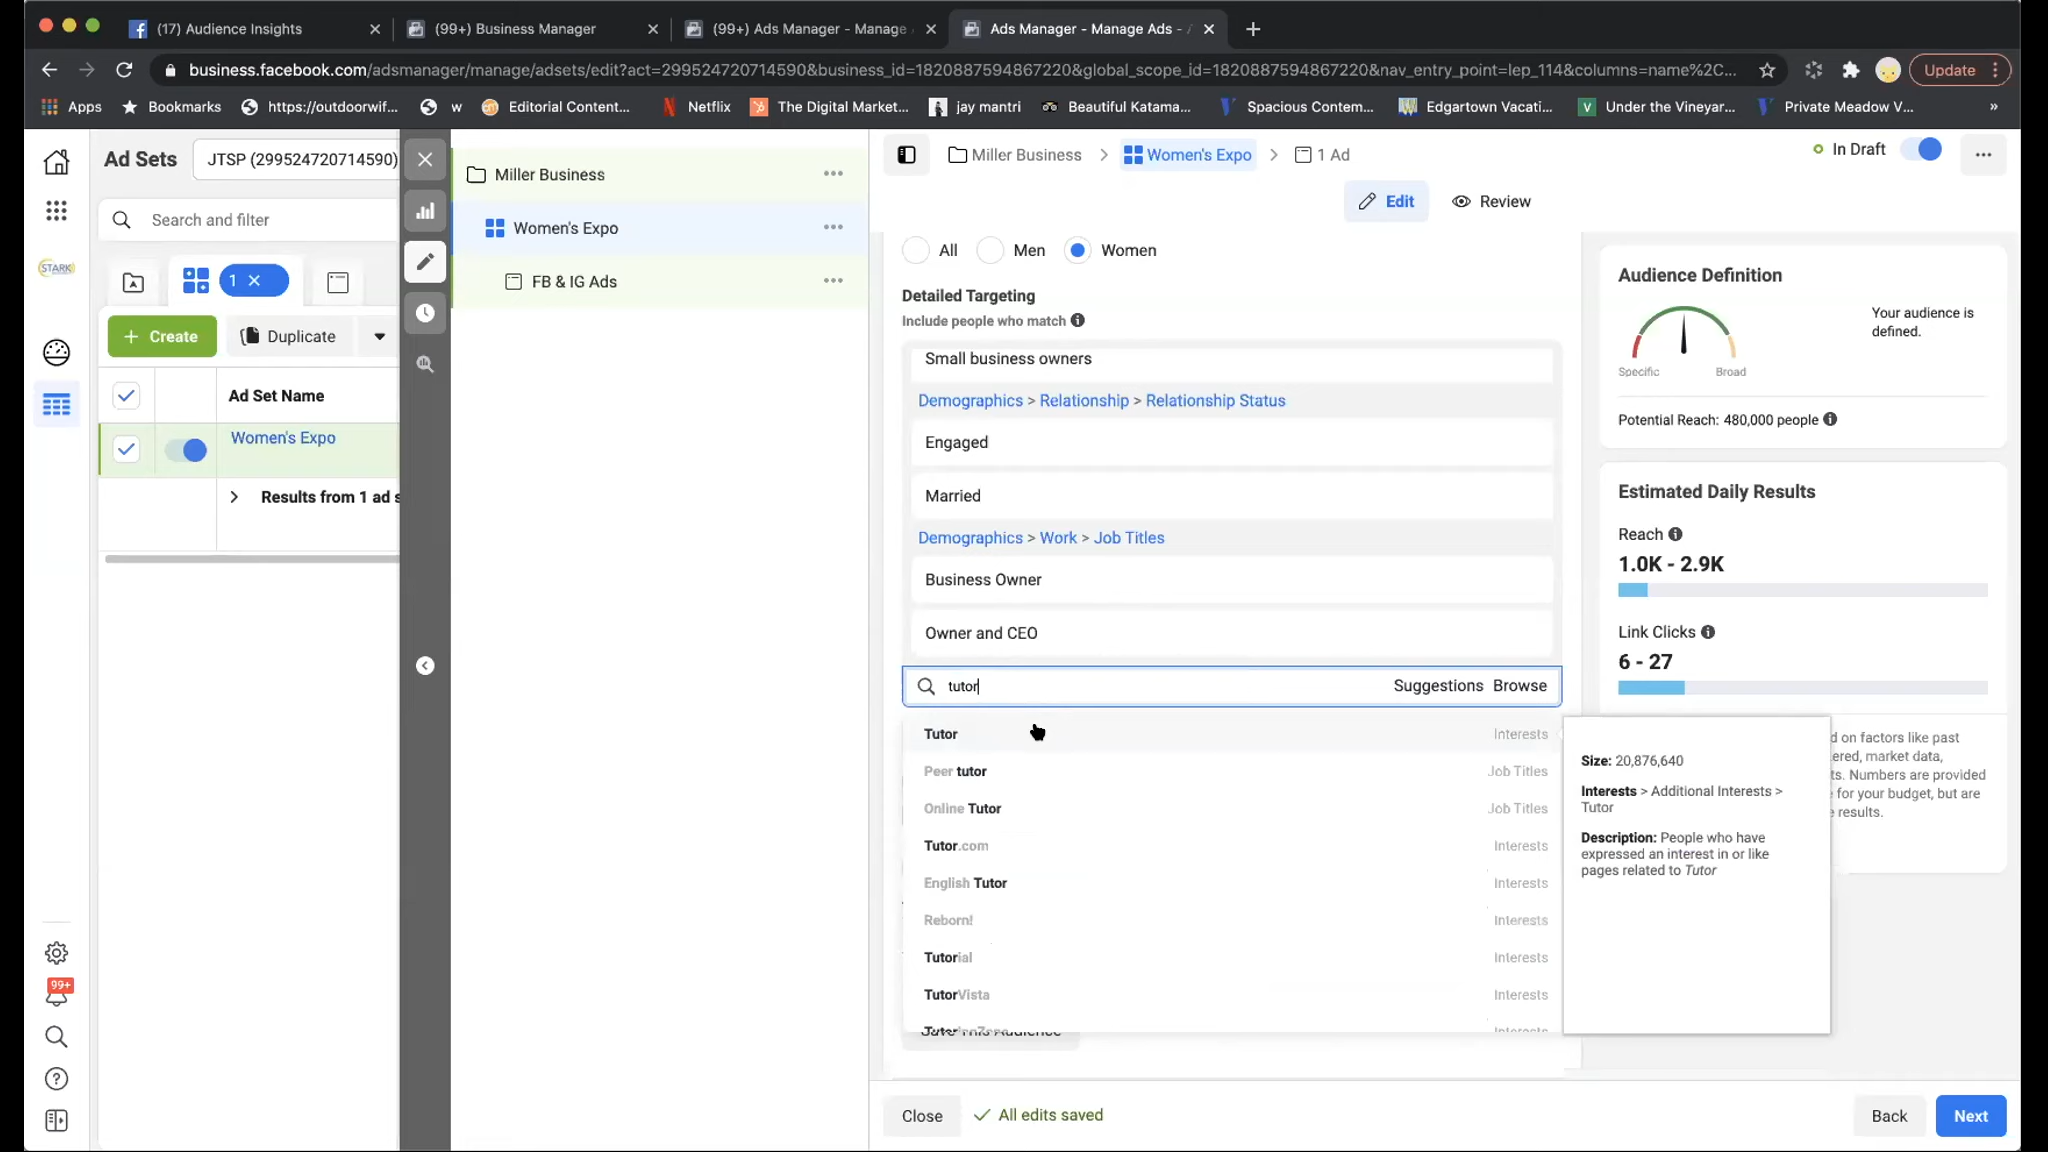 (17) Audience Insights
(99+) Business Manager
(99+) Ads Manager - Manage
Ads Manager - Manage Ads -
business.facebook.com/adsmanager/manage/adsets/edit?act=299524720714590&business_id=1820887594867220&global_scope_id=1820887594867220&nav_entry_point=lep_114&columns=name%2C...
Update
Apps
Bookmarks
https://outdoorwif...
w
Editorial Content...
Netflix
The Digital Market...
jay mantri
Beautiful Katama...
Spacious Contem...
Edgartown Vacati...
Under the Vineyar...
Private Meadow V...
»
Ad Sets
JTSP (299524720714590)
Search and filter
STARK
1
Create
Duplicate
Ad Set Name
Women's Expo
Results from 1 ad s
99+
Miller Business
Women's Expo
FB & IG Ads
Miller Business > Women's Expo > 1 Ad
In Draft
Edit
Review
All
Men
Women
Detailed Targeting
Include people who match
Small business owners
Demographics > Relationship > Relationship Status
Engaged
Married
Demographics > Work > Job Titles
Business Owner
Owner and CEO
tutor
Suggestions
Browse
Tutor Interests
Peer tutor Job Titles
Online Tutor Job Titles
Tutor.com Interests
English Tutor Interests
Reborn! Interests
Tutorial Interests
TutorVista Interests
Interests
Size: 20,876,640
Interests > Additional Interests >
Tutor
Description: People who have
expressed an interest in or like
pages related to Tutor
Audience Definition
Specific
Broad
Your audience is
defined.
Potential Reach: 480,000 people
Estimated Daily Results
Reach
1.0K - 2.9K
Link Clicks
6 - 27
d on factors like past
ered, market data,
ts. Numbers are provided
e for your budget, but are
e results.
Close
All edits saved
Back
Next